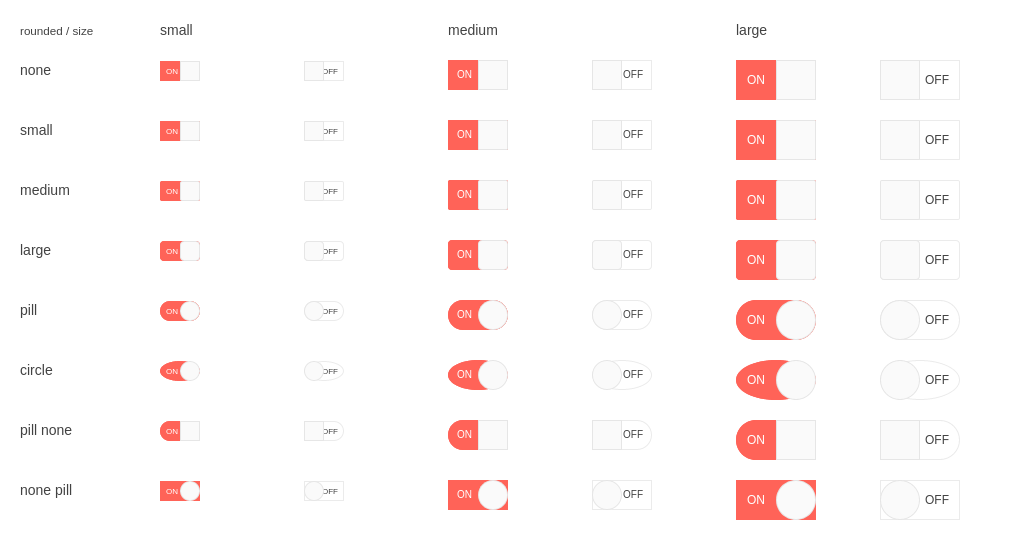 rounded / size small medium large
none ON OFF ON OFF ON OFF
small ON OFF ON OFF ON OFF
medium ON OFF ON OFF ON OFF
large ON OFF ON OFF ON OFF
pill ON OFF ON OFF ON OFF
circle ON OFF ON OFF ON OFF
pill none ON OFF ON OFF ON OFF
none pill ON OFF ON OFF ON OFF